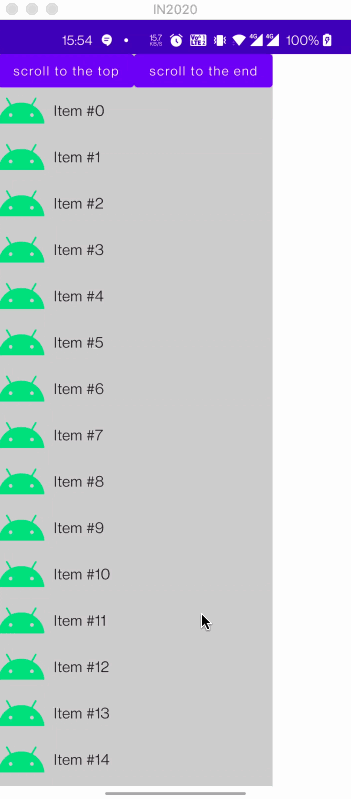 IN2020
15:54 15.7 KB/S 4G 4G 100%
scroll to the top scroll to the end
Item #0
Item #1
Item #2
Item #3
Item #4
Item #5
Item #6
Item #7
Item #8
Item #9
Item #10
Item #11
Item #12
Item #13
Item #14